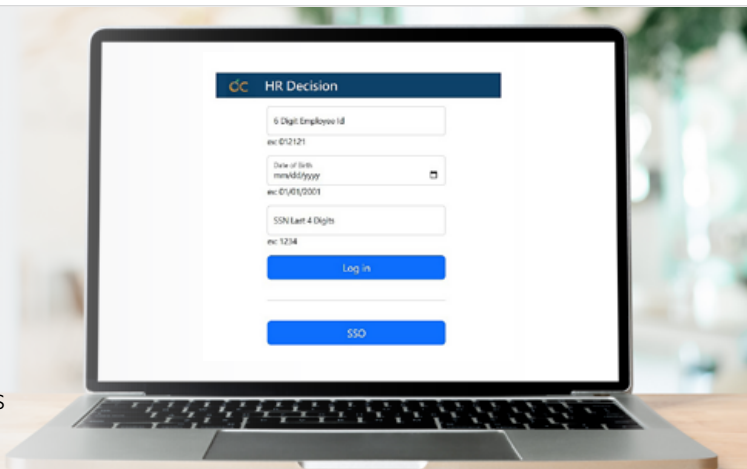 dc HR Decision
6 Digit Employee Id
ex: 012121
Date of Birth
mm/dd/yyyy
ex: 01/01/2001
SSN Last 4 Digits
ex: 1234
Log in
SSO
s